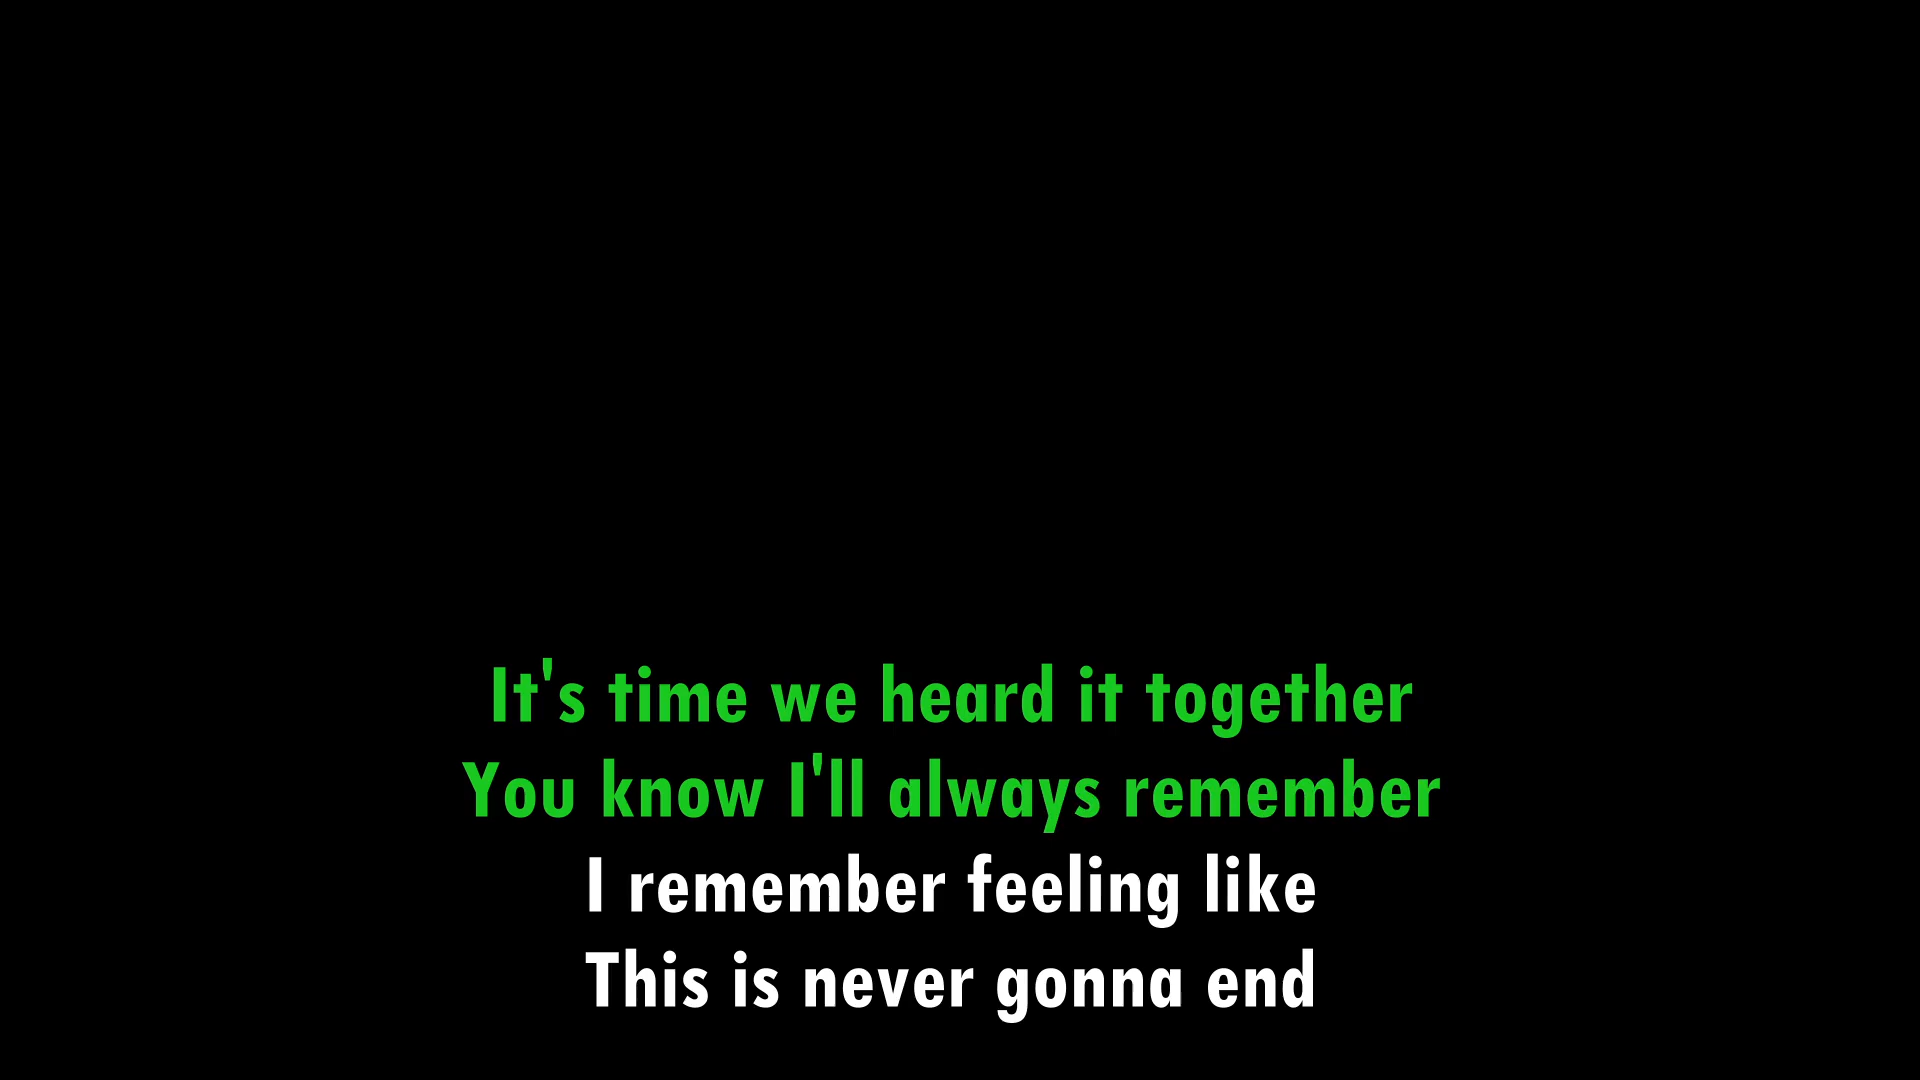 It's time we heard it together
You know I'll always remember
I remember feeling like
This is never gonna end